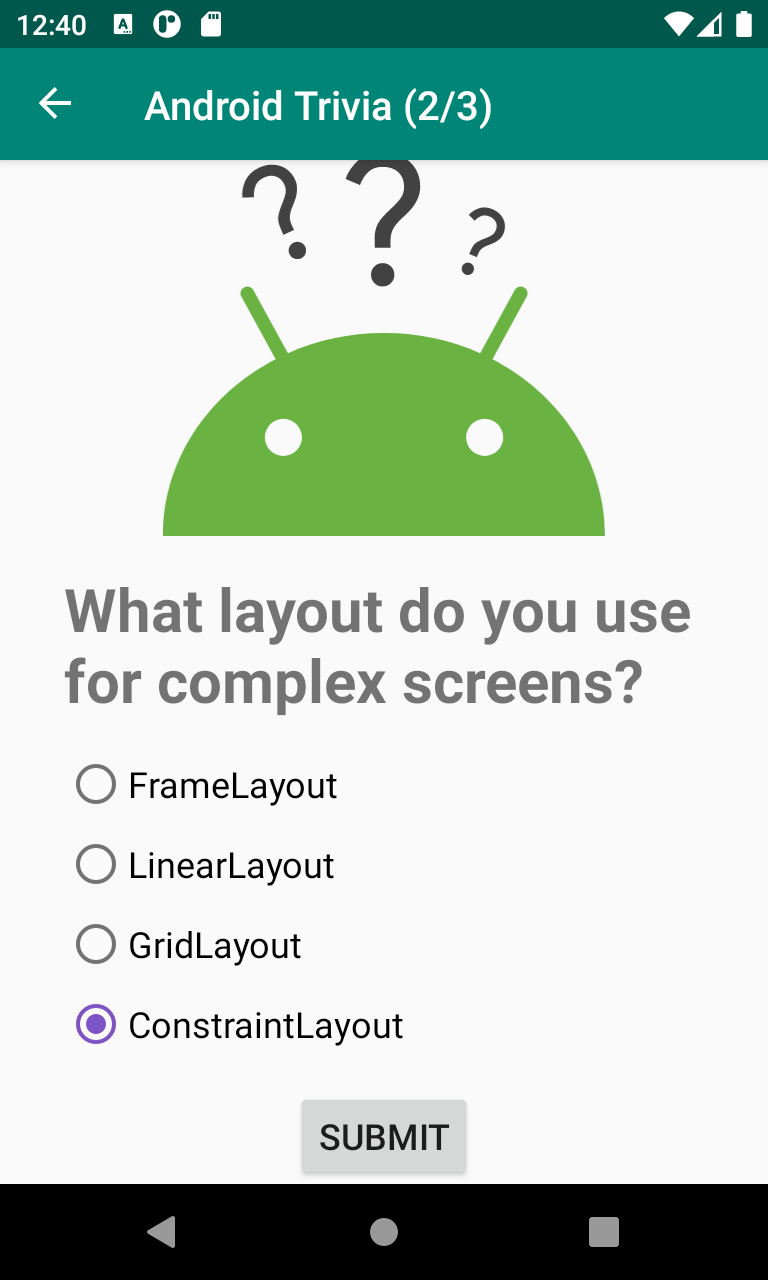 12:40
Android Trivia (2/3)
? ? ?
What layout do you use
for complex screens?
FrameLayout
LinearLayout
GridLayout
ConstraintLayout
SUBMIT